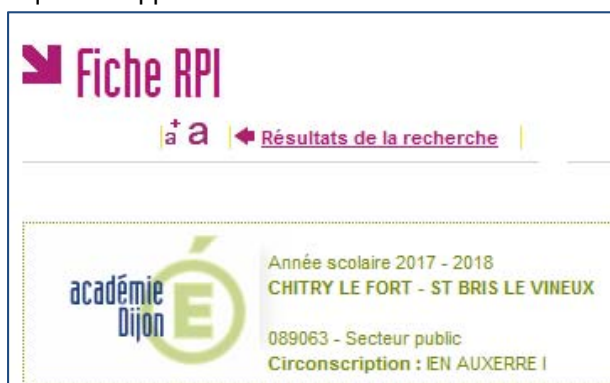 Fiche RPI
a+ a Résultats de la recherche
académie
Dijon
É
Année scolaire 2017 - 2018
CHITRY LE FORT - ST BRIS LE VINEUX
089063 - Secteur public
Circonscription : IEN AUXERRE I